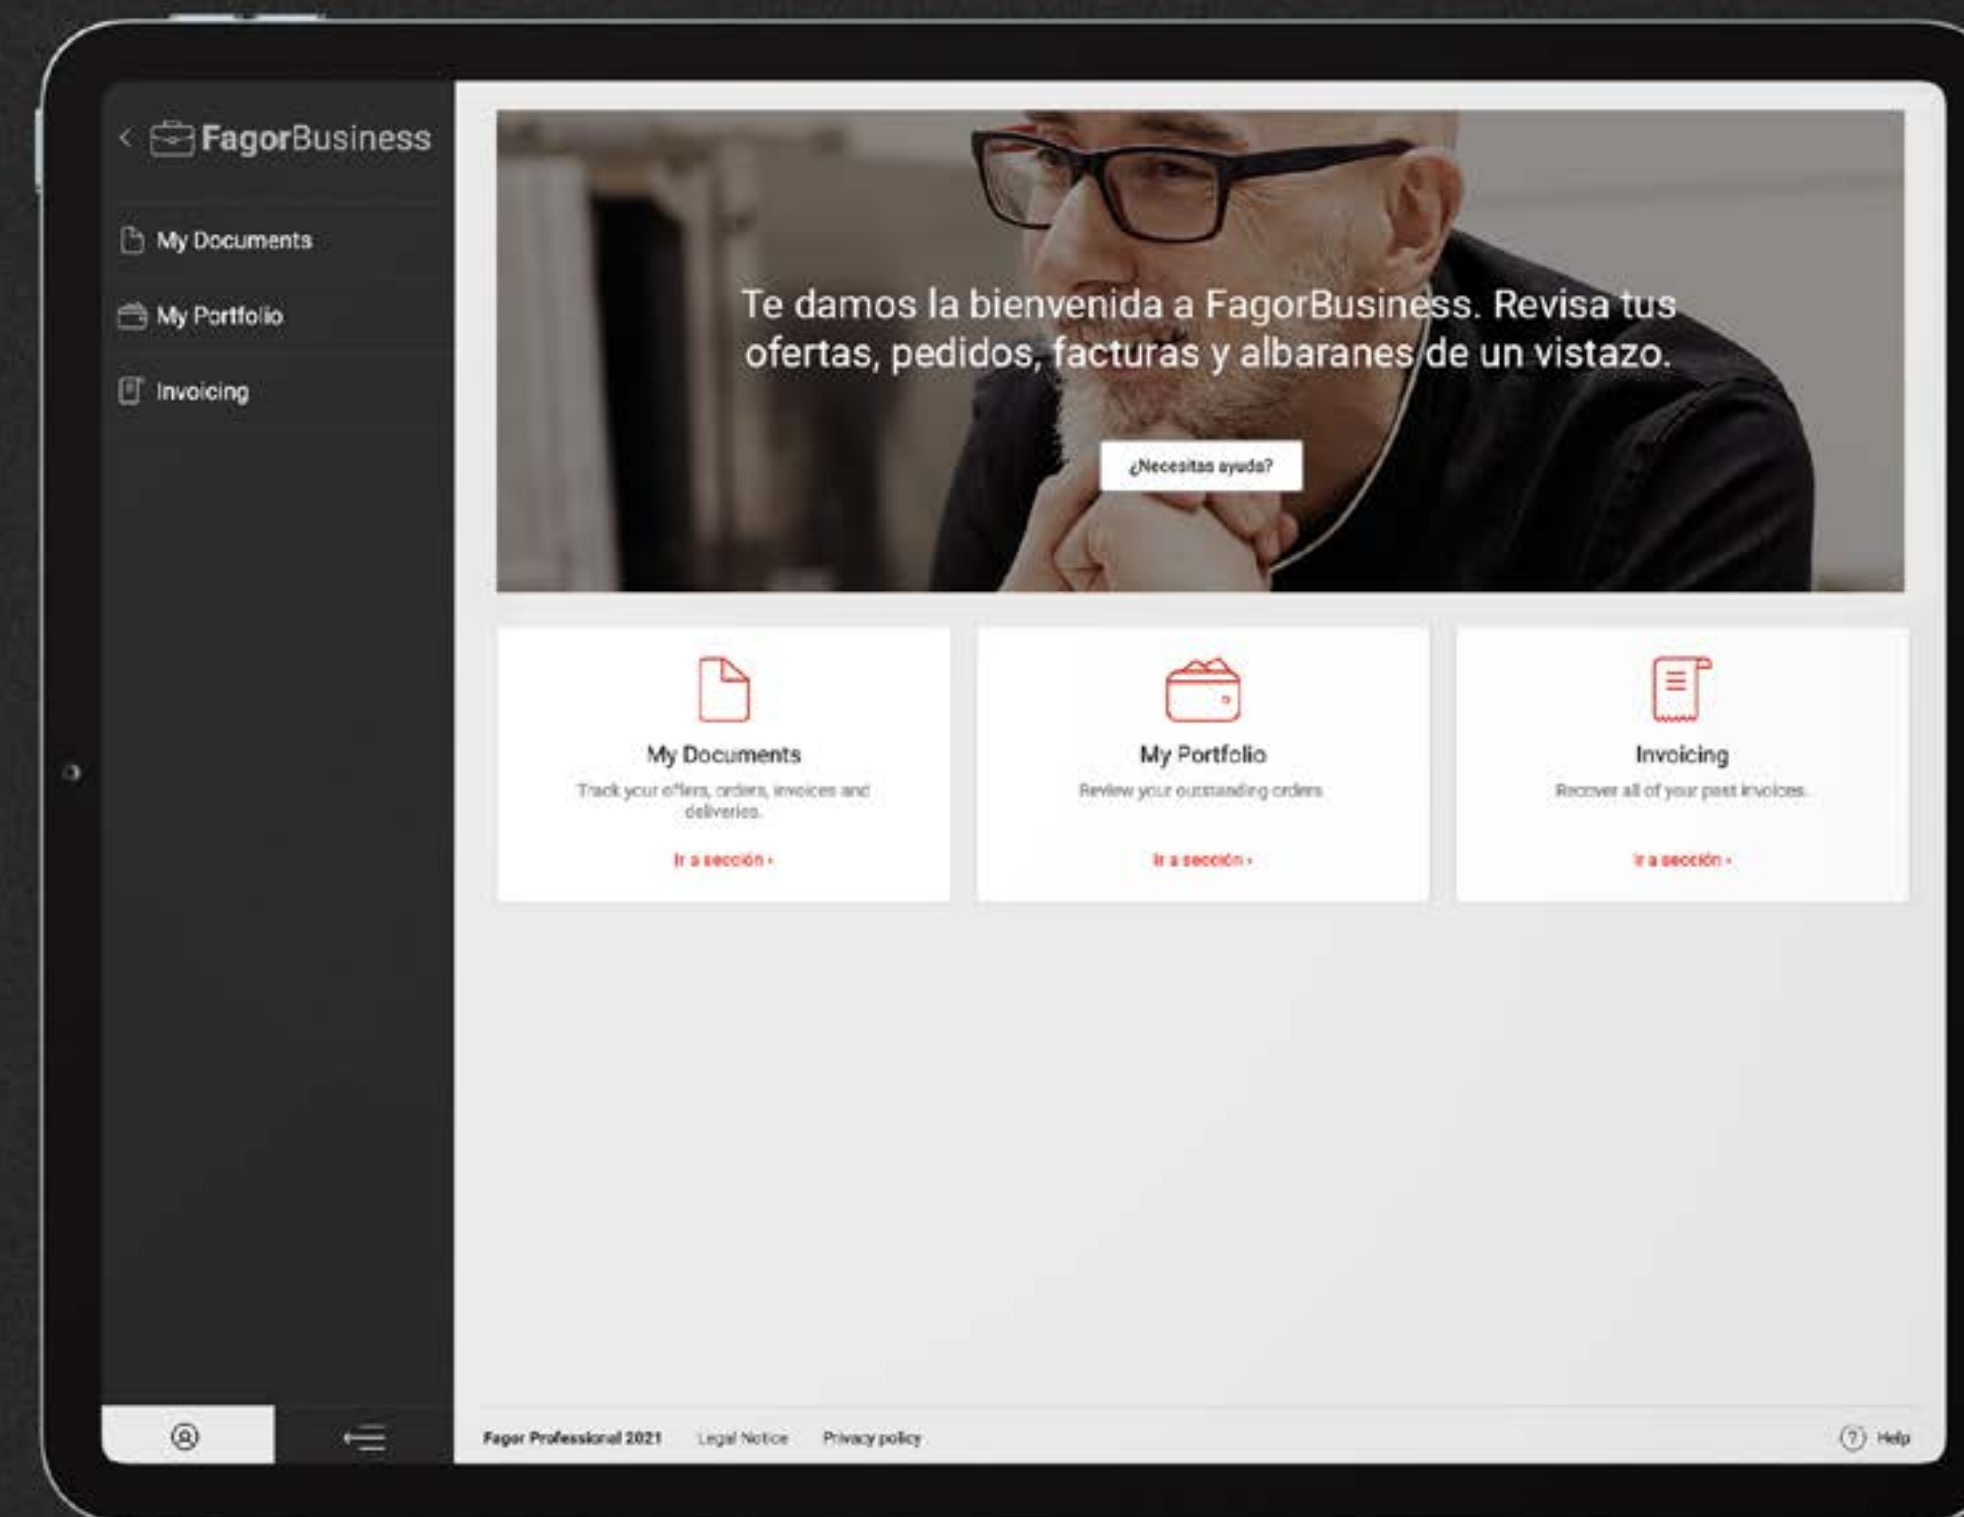 FagorBusiness
My Documents
My Portfolio
Invoicing
Te damos la bienvenida a FagorBusiness. Revisa tus
ofertas, pedidos, facturas y albaranes de un vistazo.
¿Necesitas ayuda?
My Documents
Track your offers, orders, invoices and
deliveries.
Ir a sección ›
My Portfolio
Review your outstanding orders
Ir a sección ›
Invoicing
Recover all of your past invoices.
Ir a sección ›
Fagor Professional 2021
Legal Notice
Privacy policy
? Help